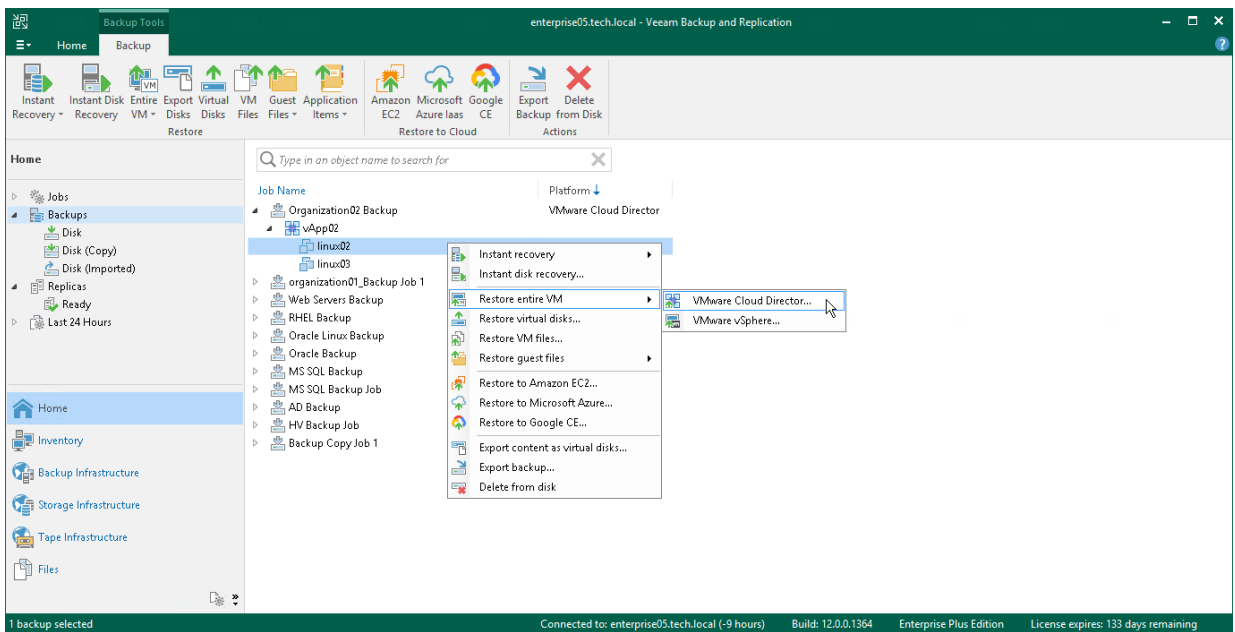 Backup Tools
enterprise05.tech.local - Veeam Backup and Replication
Home Backup
Instant Recovery
Instant Disk Recovery
Entire VM
Export Disks
Virtual Disks
VM Files
Guest Files
Application Items
Amazon EC2
Microsoft Azure Iaas
Google CE
Export Backup
Delete from Disk
Restore
Restore to Cloud
Actions
Home
Jobs
Backups
Disk
Disk (Copy)
Disk (Imported)
Replicas
Ready
Last 24 Hours
Home
Inventory
Backup Infrastructure
Storage Infrastructure
Tape Infrastructure
Files
Type in an object name to search for
Job Name Platform
Organization02 Backup VMware Cloud Director
vApp02
linux02
linux03
organization01_Backup Job 1
Web Servers Backup
RHEL Backup
Oracle Linux Backup
Oracle Backup
MS SQL Backup
MS SQL Backup Job
AD Backup
HV Backup Job
Backup Copy Job 1
Instant recovery
Instant disk recovery...
Restore entire VM
Restore virtual disks...
Restore VM files...
Restore guest files
Restore to Amazon EC2...
Restore to Microsoft Azure...
Restore to Google CE...
Export content as virtual disks...
Export backup...
Delete from disk
VMware Cloud Director...
VMware vSphere...
1 backup selected
Connected to: enterprise05.tech.local (-9 hours)
Build: 12.0.0.1364
Enterprise Plus Edition
License expires: 133 days remaining